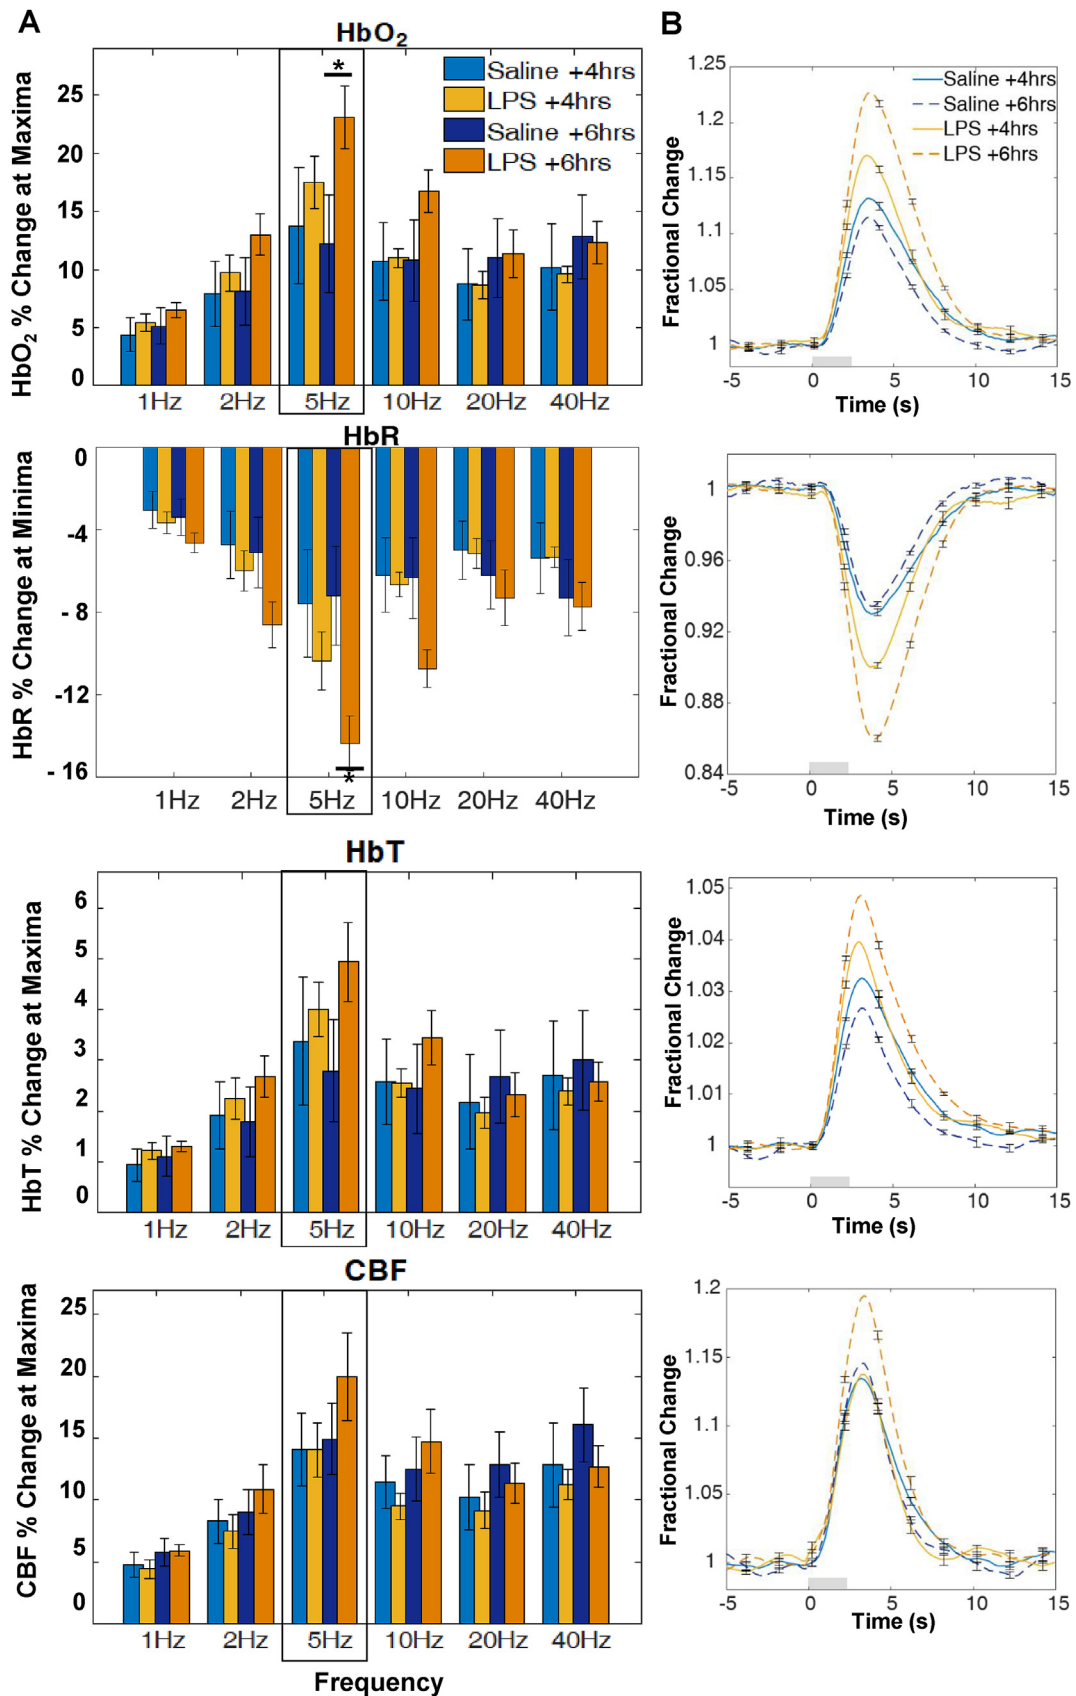 A
HbO₂
HbO₂ % Change at Maxima
25
20
15
10
5
0
*
Saline +4hrs
LPS +4hrs
Saline +6hrs
LPS +6hrs
1Hz 2Hz 5Hz 10Hz 20Hz 40Hz
B
Fractional Change
1.25
1.2
1.15
1.1
1.05
1
Saline +4hrs
Saline +6hrs
LPS +4hrs
LPS +6hrs
-5 0 5 10 15
Time (s)
HbR
HbR % Change at Minima
0
-4
-8
-12
-16
*
1Hz 2Hz 5Hz 10Hz 20Hz 40Hz
Fractional Change
1
0.96
0.92
0.88
0.84
-5 0 5 10 15
Time (s)
HbT
HbT % Change at Maxima
6
5
4
3
2
1
0
1Hz 2Hz 5Hz 10Hz 20Hz 40Hz
Fractional Change
1.05
1.04
1.03
1.02
1.01
1
-5 0 5 10 15
Time (s)
CBF
CBF % Change at Maxima
25
20
15
10
5
0
1Hz 2Hz 5Hz 10Hz 20Hz 40Hz
Frequency
Fractional Change
1.2
1.15
1.1
1.05
1
-5 0 5 10 15
Time (s)